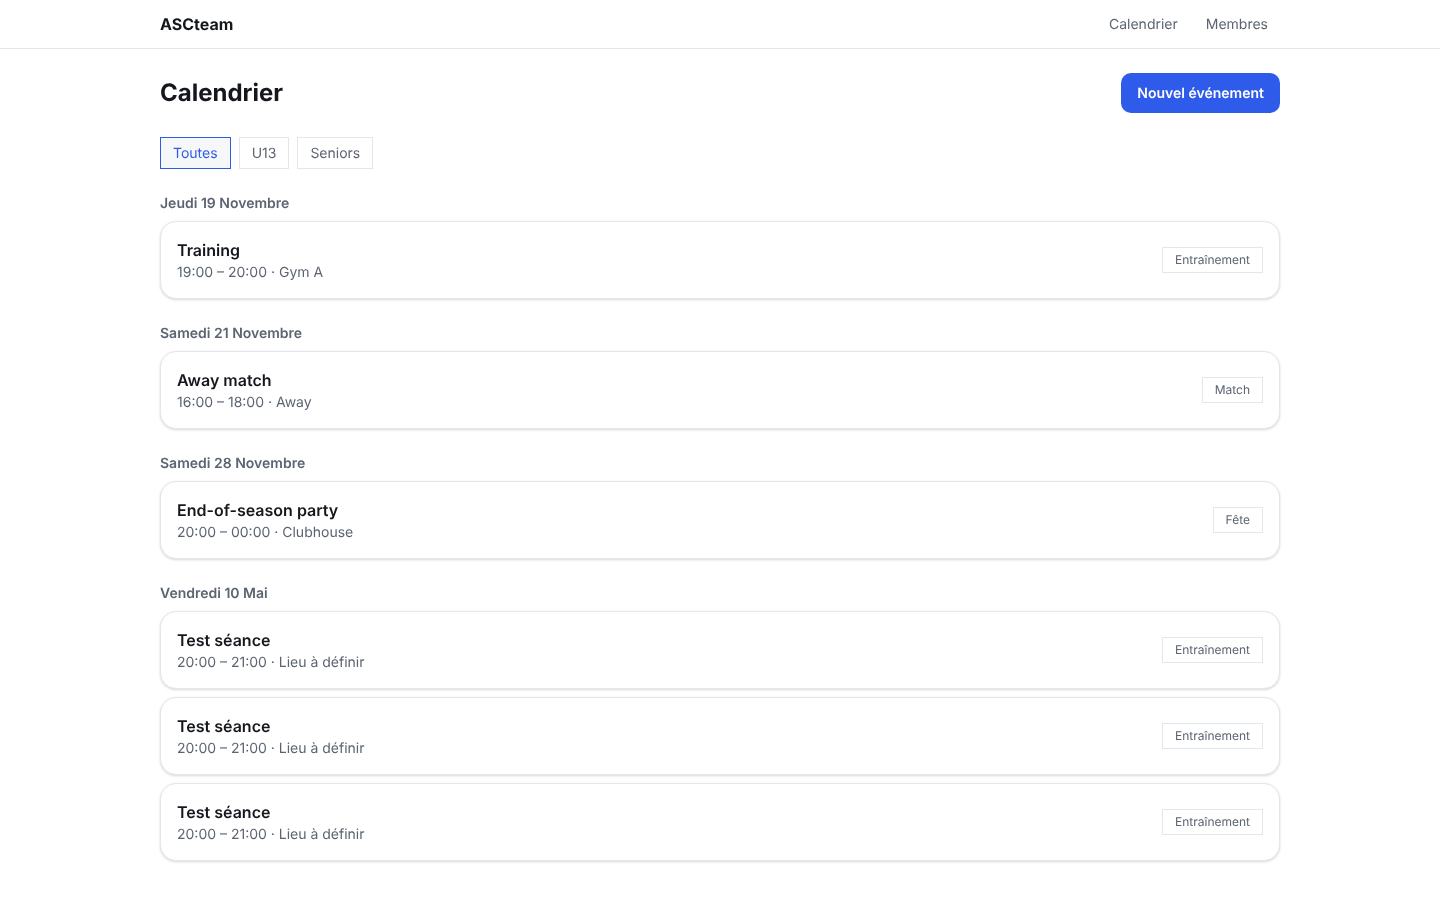 ASCteam
Calendrier
Membres
Calendrier
Nouvel événement
Toutes
U13
Seniors
Jeudi 19 Novembre
Training
19:00 – 20:00 · Gym A
Entraînement
Samedi 21 Novembre
Away match
16:00 – 18:00 · Away
Match
Samedi 28 Novembre
End-of-season party
20:00 – 00:00 · Clubhouse
Fête
Vendredi 10 Mai
Test séance
20:00 – 21:00 · Lieu à définir
Entraînement
Test séance
20:00 – 21:00 · Lieu à définir
Entraînement
Test séance
20:00 – 21:00 · Lieu à définir
Entraînement